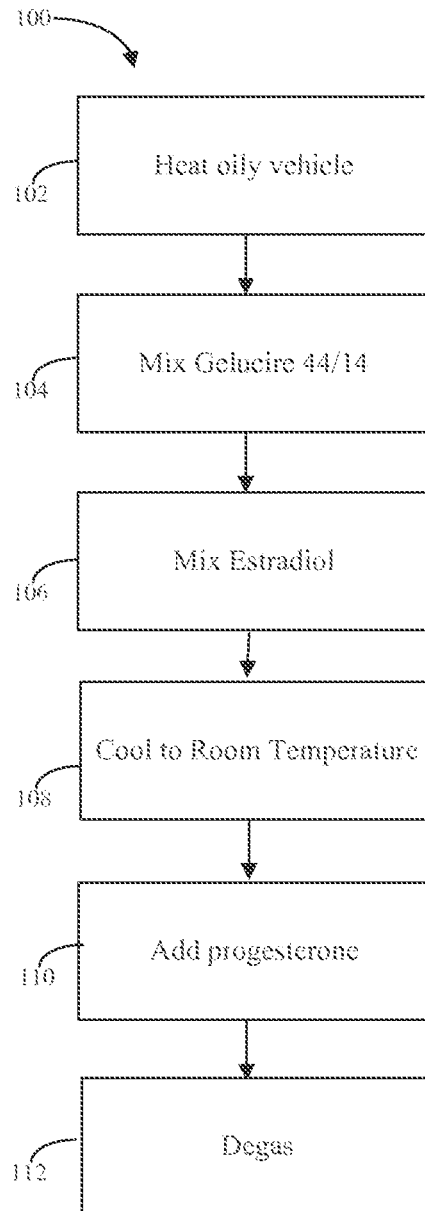 100
Heat oily vehicle
102
Mix Gelucire 44/14
104
Mix Estradiol
106
Cool to Room Temperature
108
Add progesterone
110
Degas
112